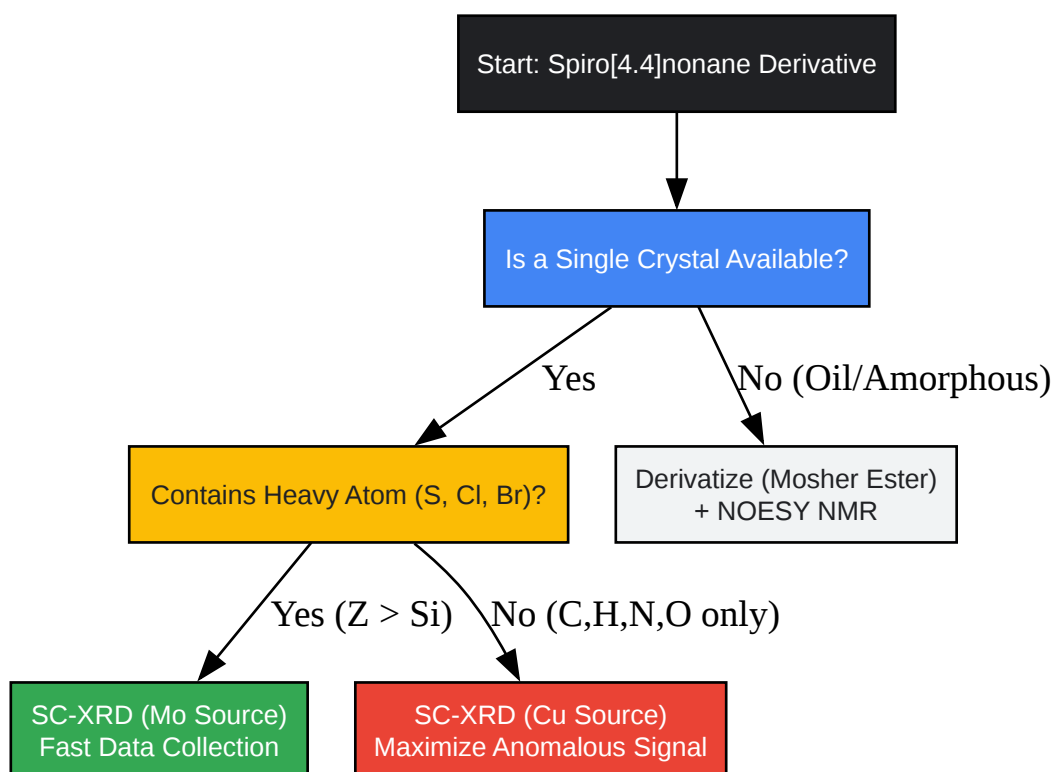 Start: Spiro[4.4]nonane Derivative
Is a Single Crystal Available?
Yes
No (Oil/Amorphous)
Contains Heavy Atom (S, Cl, Br)?
Derivatize (Mosher Ester)
+ NOESY NMR
Yes (Z > Si)
No (C,H,N,O only)
SC-XRD (Mo Source)
Fast Data Collection
SC-XRD (Cu Source)
Maximize Anomalous Signal